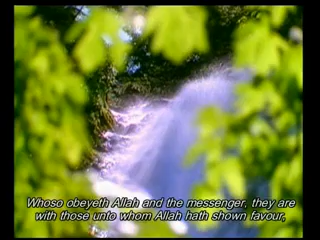 Whoso obeyeth Allah and the messenger, they are
with those unto whom Allah hath shown favour,